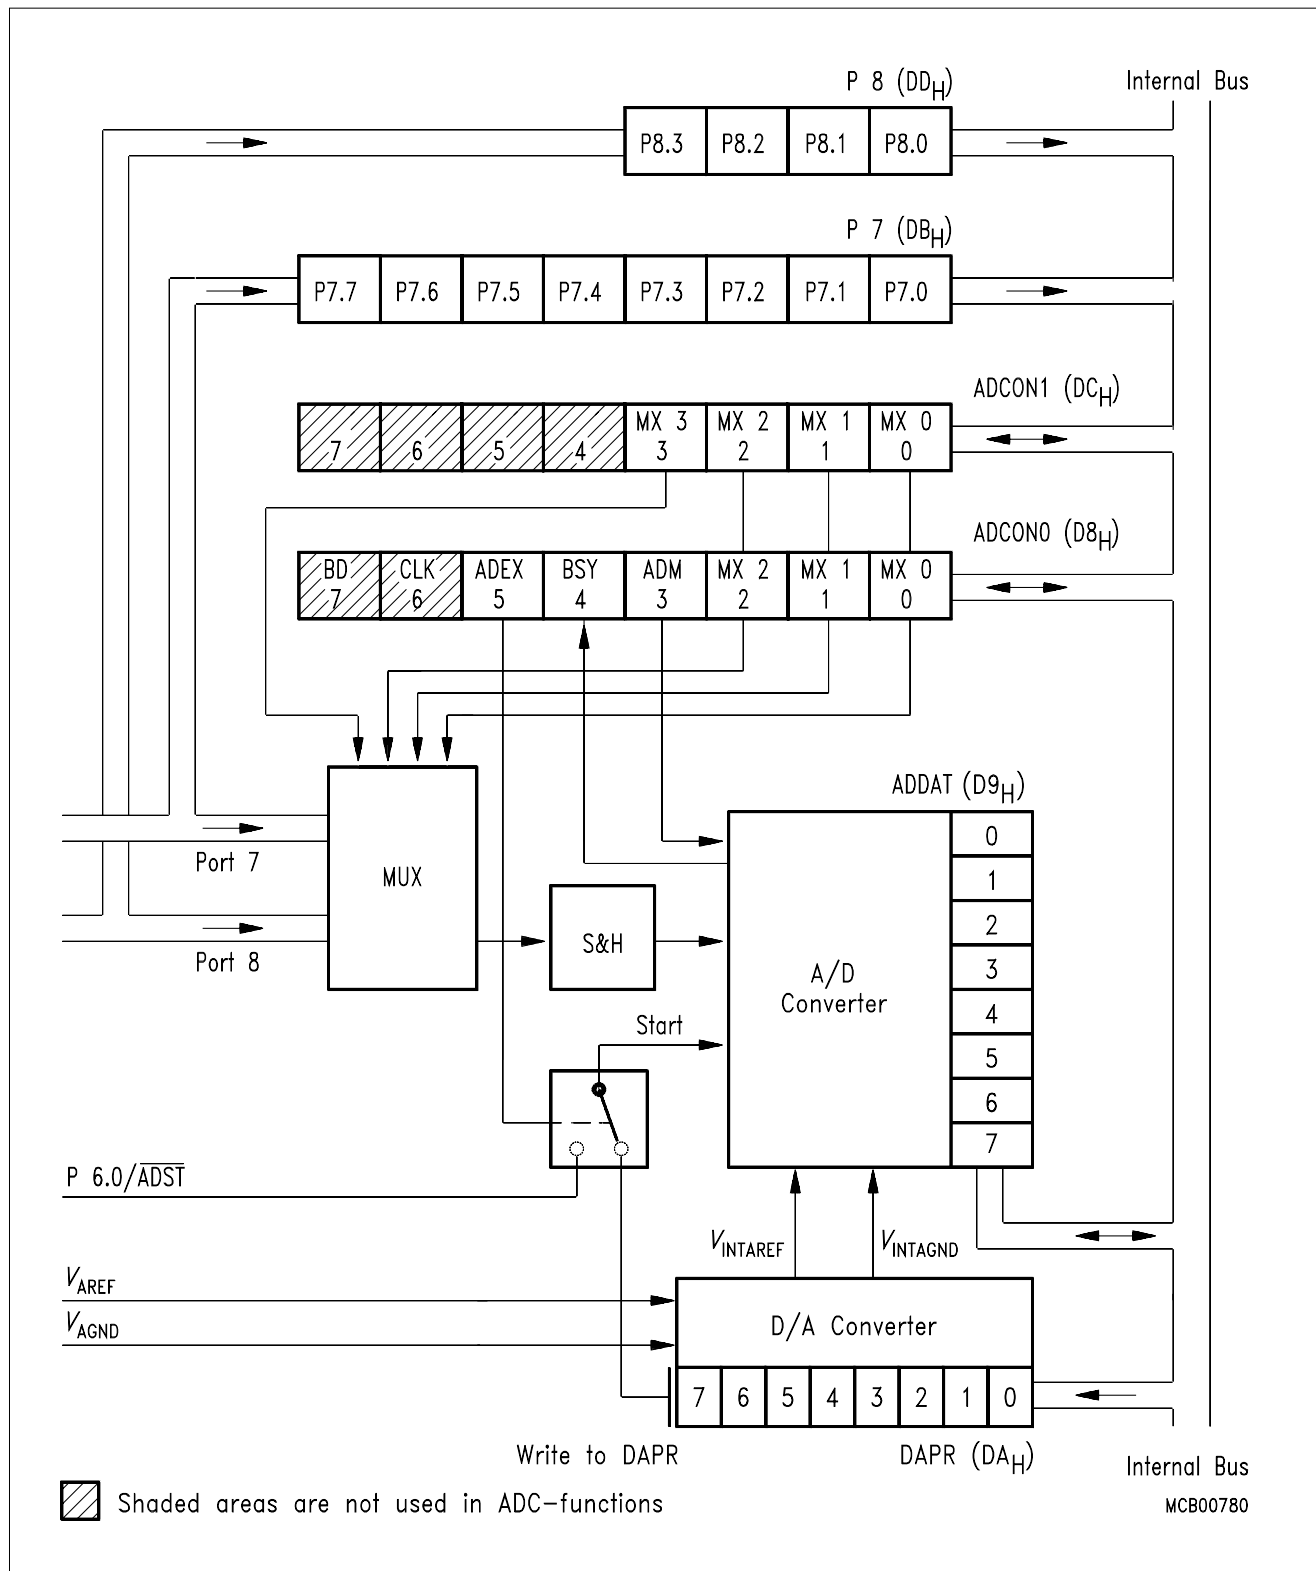 P 8 (DDH)
Internal Bus
P8.3 P8.2 P8.1 P8.0
P 7 (DBH)
P7.7 P7.6 P7.5 P7.4 P7.3 P7.2 P7.1 P7.0
ADCON1 (DCH)
MX 3 MX 2 MX 1 MX 0
7 6 5 4 3 2 1 0
ADCON0 (D8H)
BD CLK ADEX BSY ADM MX 2 MX 1 MX 0
7 6 5 4 3 2 1 0
ADDAT (D9H)
Port 7
MUX
Port 8
S&H
A/D
Converter
0
1
2
3
4
5
6
7
Start
P 6.0/A̅D̅S̅T̅
VINTAREF
VINTAGND
VAREF
VAGND
D/A Converter
7 6 5 4 3 2 1 0
Write to DAPR
DAPR (DAH)
Internal Bus
Shaded areas are not used in ADC-functions
MCB00780